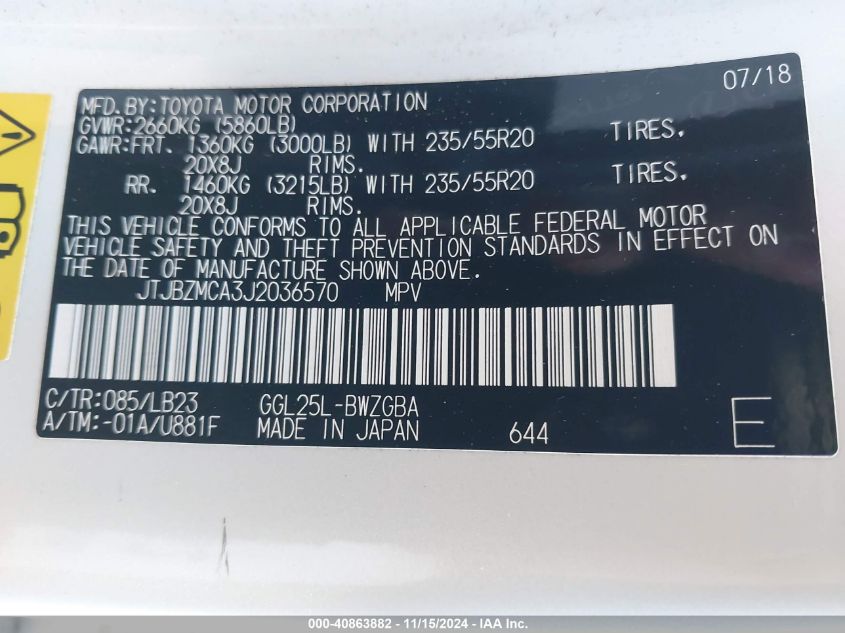 07/18
MFD. BY: TOYOTA MOTOR CORPORATION
GVWR: 2660KG (5860LB)
GAWR: FRT. 1360KG (3000LB) WITH 235/55R20 TIRES.
20X8J RIMS.
RR. 1460KG (3215LB) WITH 235/55R20 TIRES.
20X8J RIMS.
THIS VEHICLE CONFORMS TO ALL APPLICABLE FEDERAL MOTOR
VEHICLE SAFETY AND THEFT PREVENTION STANDARDS IN EFFECT ON
THE DATE OF MANUFACTURE SHOWN ABOVE.
JTJBZMCA3J2036570 MPV
C/TR: 085/LB23 GGL25L-BWZGBA
A/TM: -01A/U881F MADE IN JAPAN 644 E
000-40863882 - 11/15/2024 - IAA Inc.